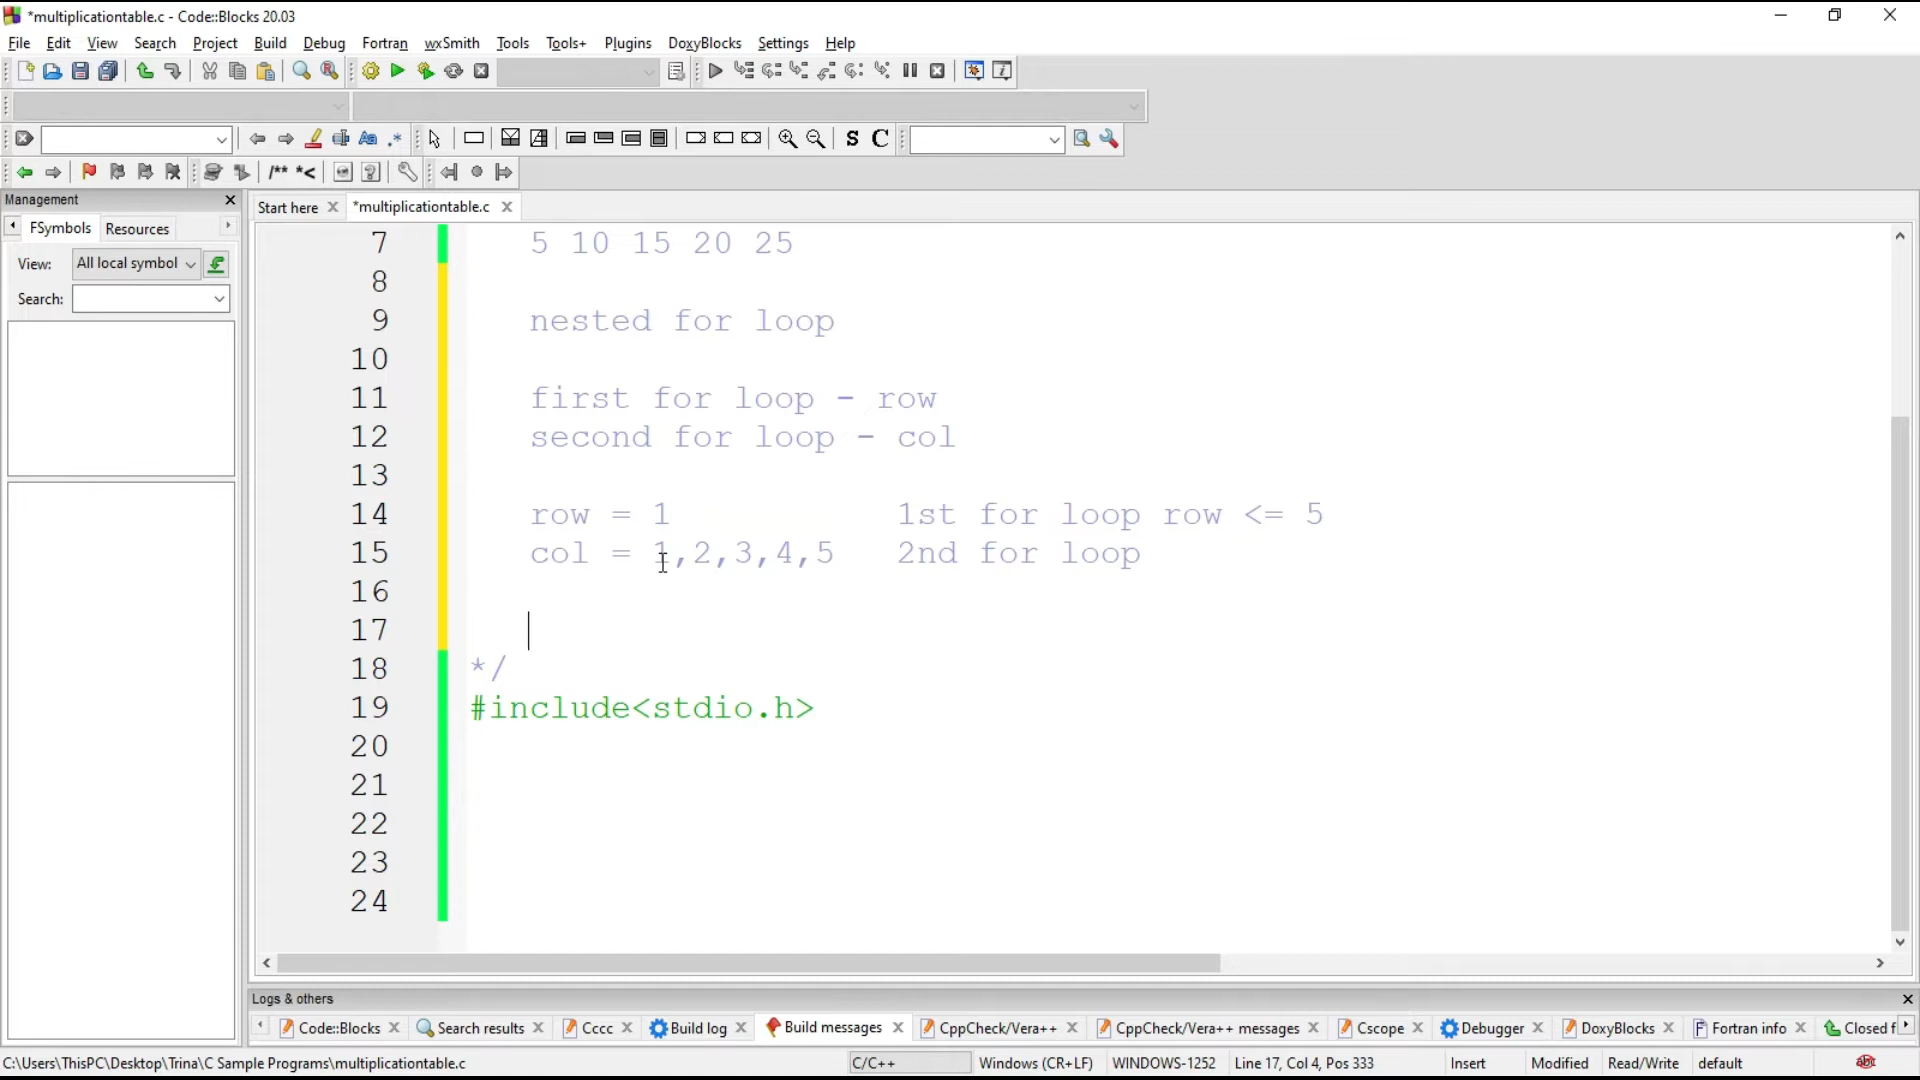 *multiplicationtable.c - Code::Blocks 20.03
File Edit View Search Project Build Debug Fortran wxSmith Tools Tools+ Plugins DoxyBlocks Settings Help
S C
/** *<
Management
FSymbols Resources
View: All local symbol
Search:
Start here *multiplicationtable.c
7 5 10 15 20 25
8
9 nested for loop
10
11 first for loop - row
12 second for loop - col
13
14 row = 1 1st for loop row <= 5
15 col = 1,2,3,4,5 2nd for loop
16
17
18 */
19 #include<stdio.h>
20
21
22
23
24
Logs & others
Code::Blocks Search results Cccc Build log Build messages CppCheck/Vera++ CppCheck/Vera++ messages Cscope Debugger DoxyBlocks Fortran info Closed f
C:\Users\ThisPC\Desktop\Trina\C Sample Programs\multiplicationtable.c C/C++ Windows (CR+LF) WINDOWS-1252 Line 17, Col 4, Pos 333 Insert Modified Read/Write default